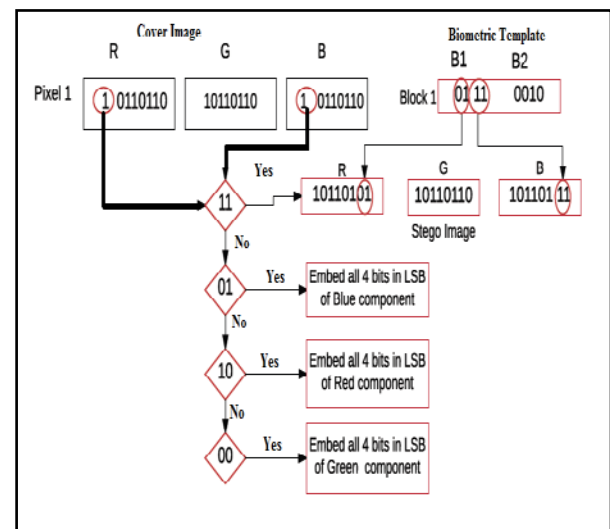 Cover Image
Biometric Template
R
G
B
B1
B2
Pixel 1
1 0110110
10110110
1 0110110
Block 1
01 11
0010
Yes
R
G
B
11
10110101
10110110
101101 11
Stego Image
No
01
Yes
Embed all 4 bits in LSB
of Blue component
No
10
Yes
Embed all 4 bits in LSB
of Red component
No
00
Yes
Embed all 4 bits in LSB
of Green component